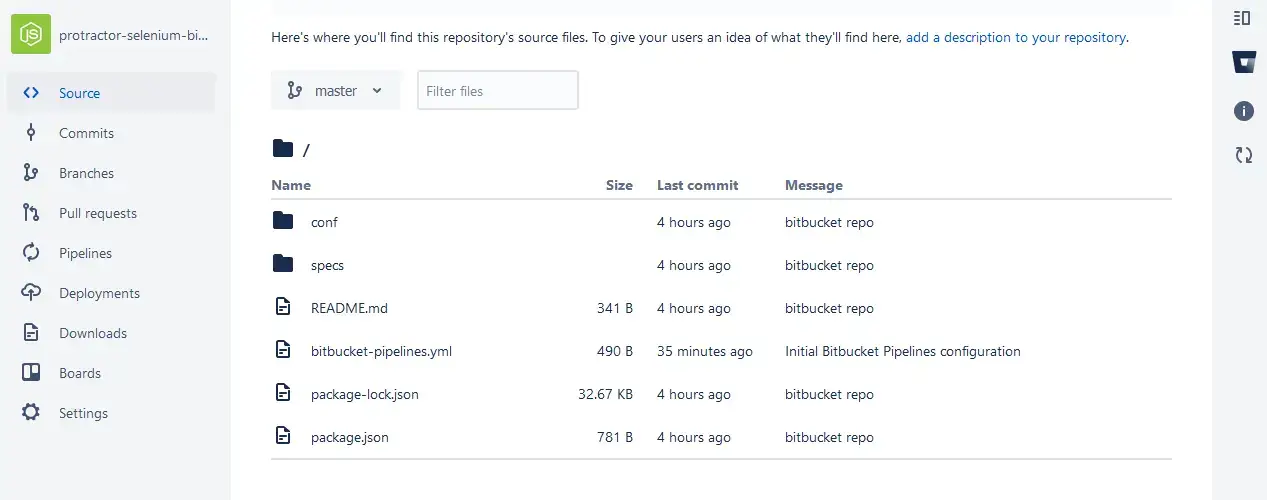 protractor-selenium-bi...
Source
Commits
Branches
Pull requests
Pipelines
Deployments
Downloads
Boards
Settings
Here's where you'll find this repository's source files. To give your users an idea of what they'll find here, add a description to your repository.
master
Filter files
/
Name Size Last commit Message
conf 4 hours ago bitbucket repo
specs 4 hours ago bitbucket repo
README.md 341 B 4 hours ago bitbucket repo
bitbucket-pipelines.yml 490 B 35 minutes ago Initial Bitbucket Pipelines configuration
package-lock.json 32.67 KB 4 hours ago bitbucket repo
package.json 781 B 4 hours ago bitbucket repo